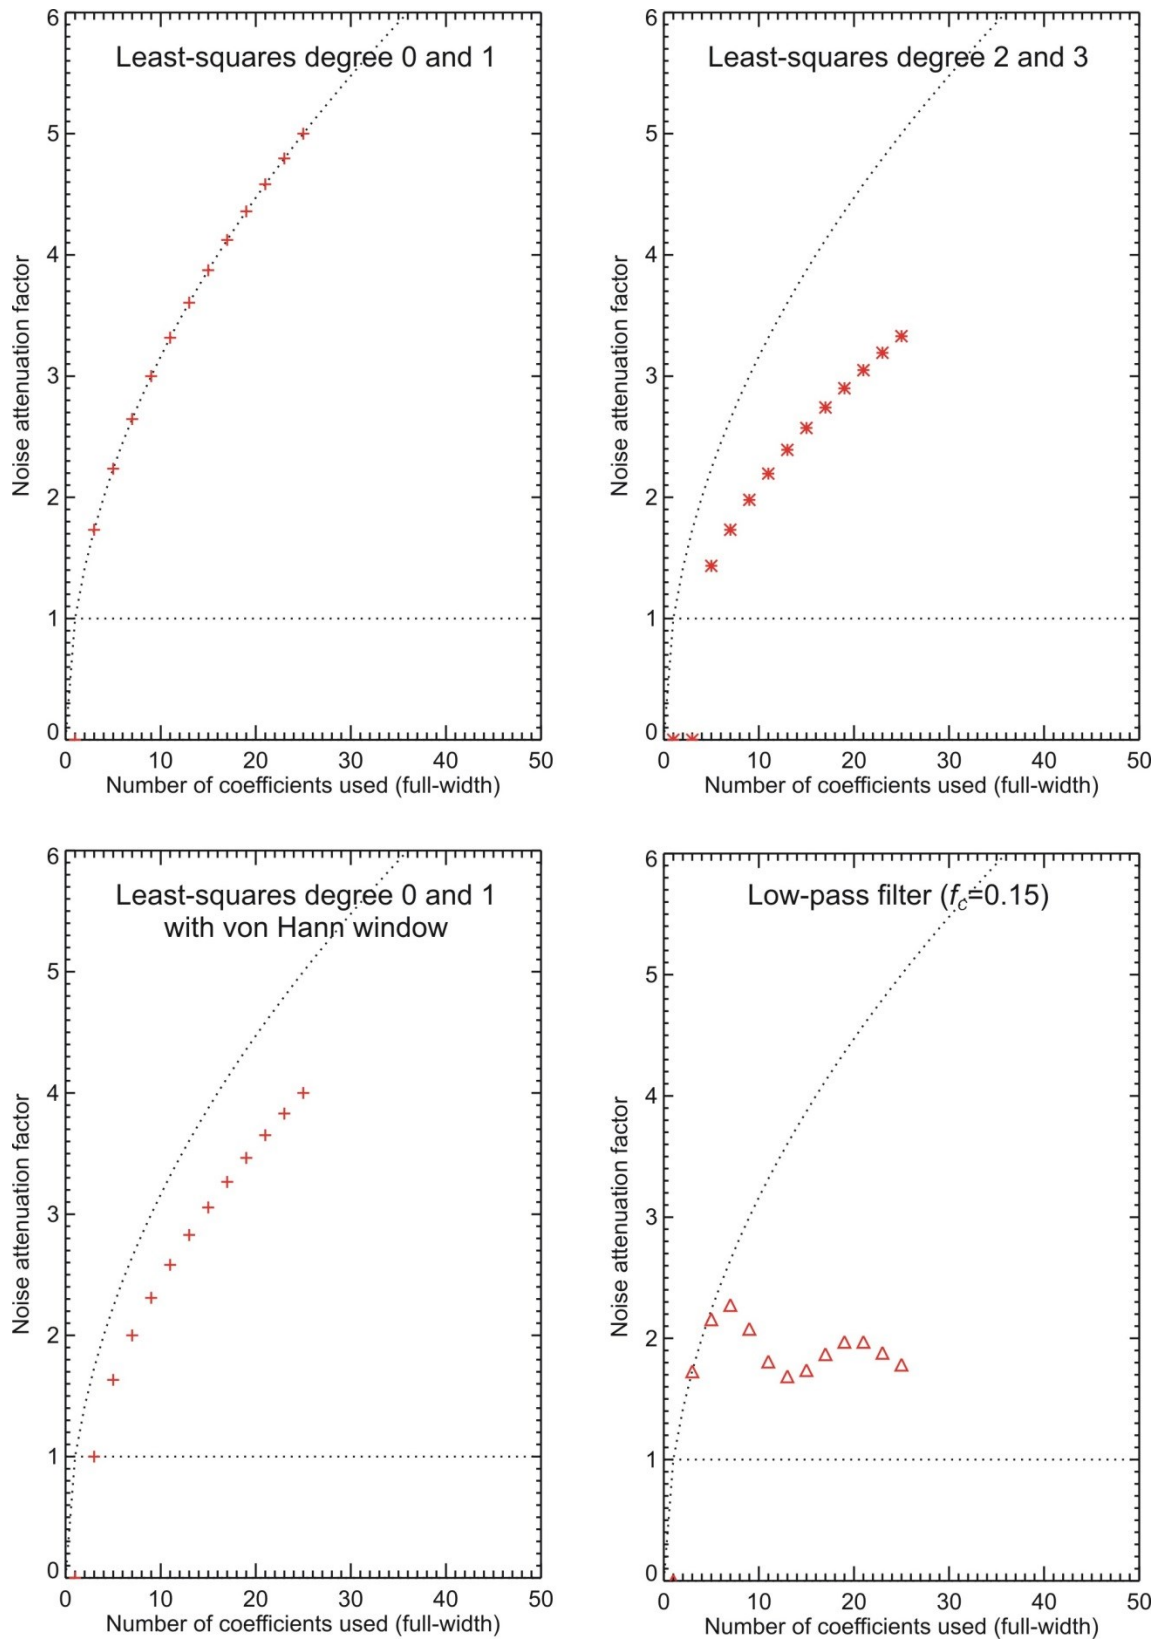 Least-squares degree 0 and 1
6
5
4
3
2
1
0
Noise attenuation factor
0 10 20 30 40 50
Number of coefficients used (full-width)
Least-squares degree 2 and 3
6
5
4
3
2
1
0
Noise attenuation factor
0 10 20 30 40 50
Number of coefficients used (full-width)
Least-squares degree 0 and 1
with von Hann window
6
5
4
3
2
1
0
Noise attenuation factor
0 10 20 30 40 50
Number of coefficients used (full-width)
Low-pass filter (fc=0.15)
6
5
4
3
2
1
0
Noise attenuation factor
0 10 20 30 40 50
Number of coefficients used (full-width)